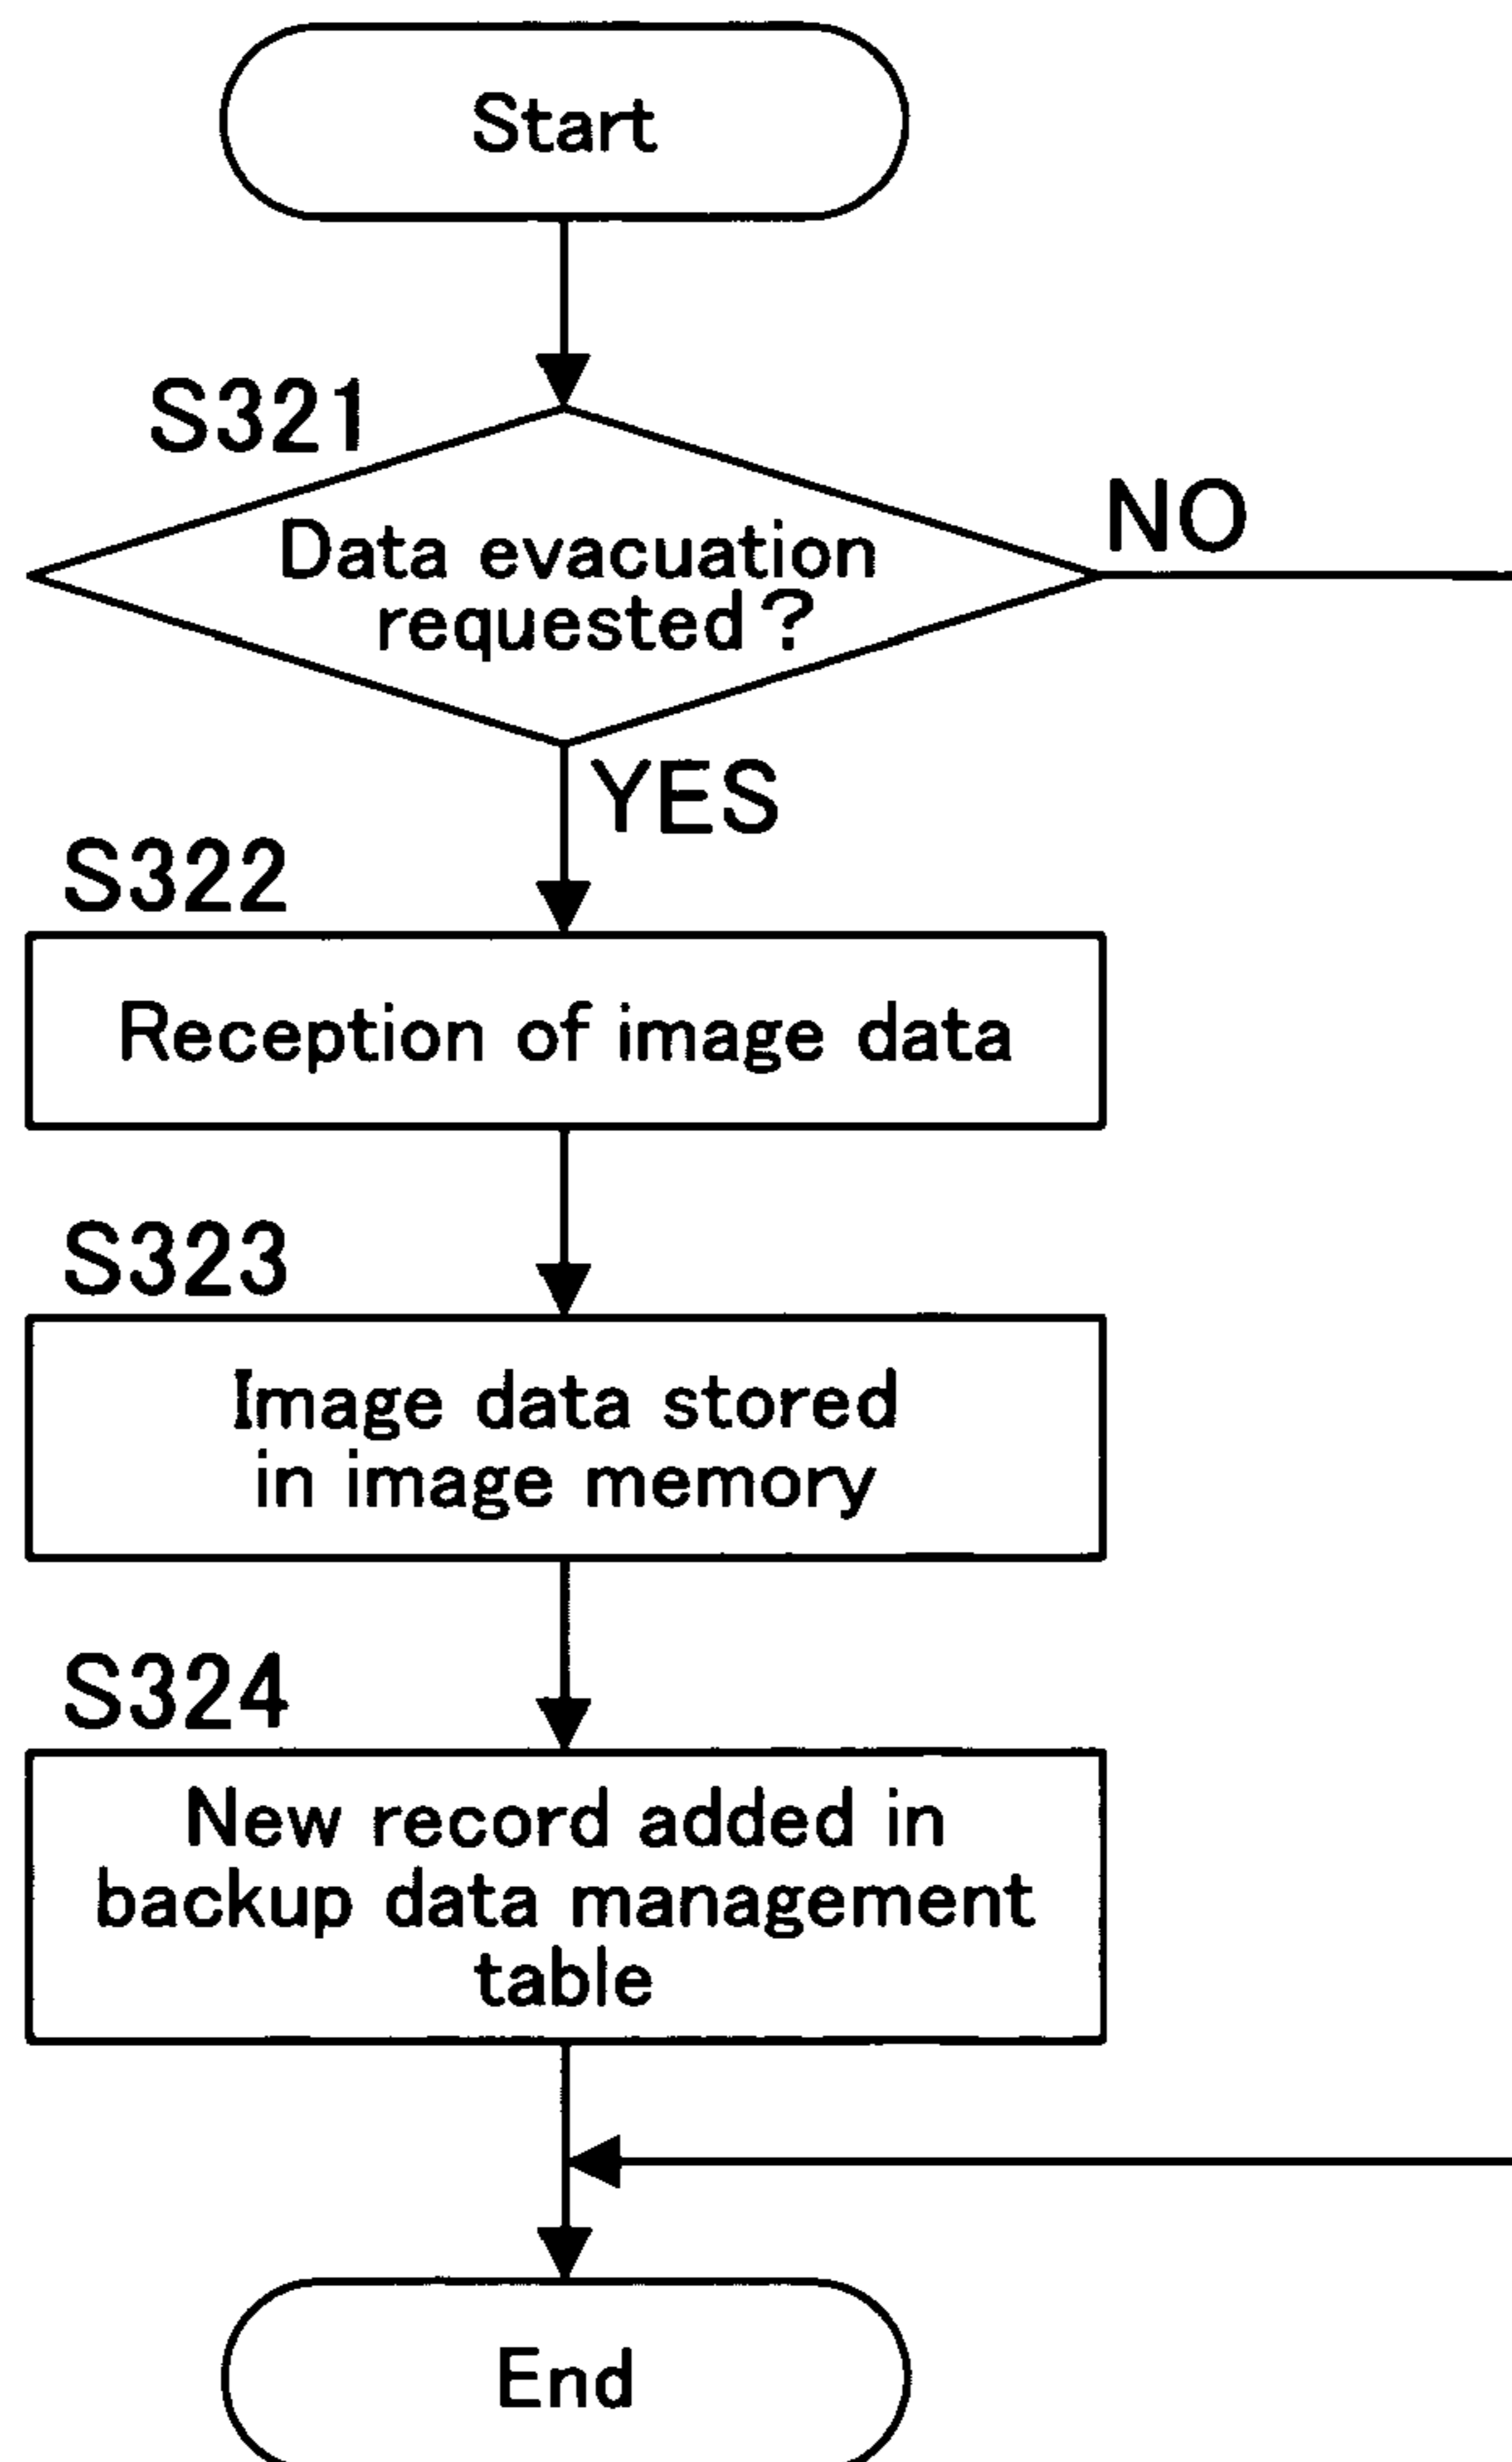 Start
S321
Data evacuation
requested?
NO
YES
S322
Reception of image data
S323
Image data stored
in image memory
S324
New record added in
backup data management
table
End